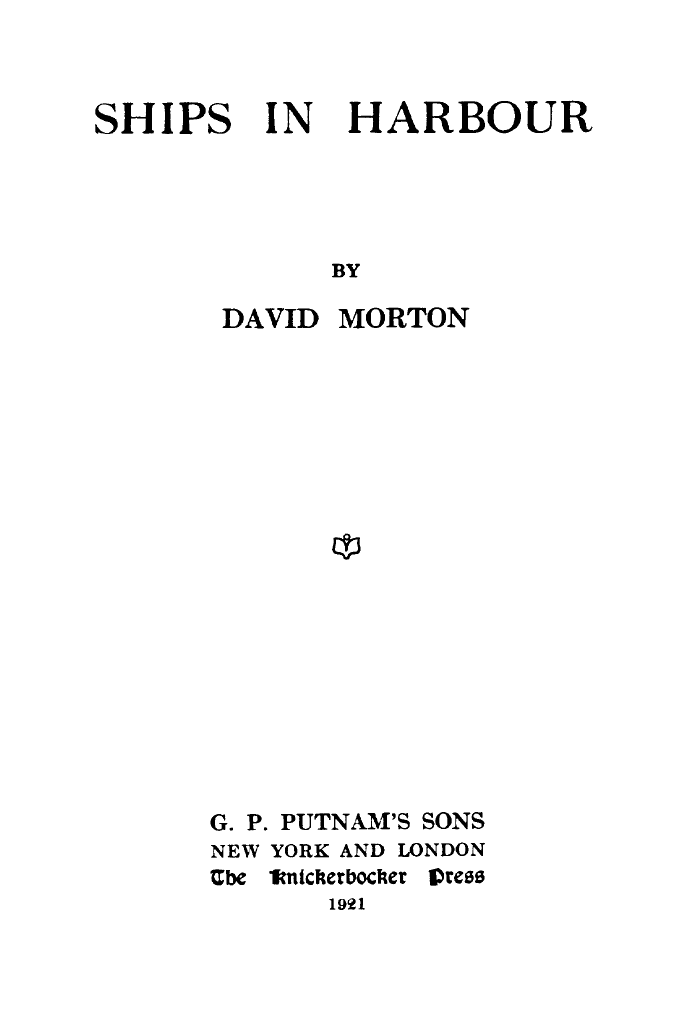 SHIPS IN HARBOUR
BY
DAVID MORTON
G. P. PUTNAM'S SONS
NEW YORK AND LONDON
The Knickerbocker Press
1921